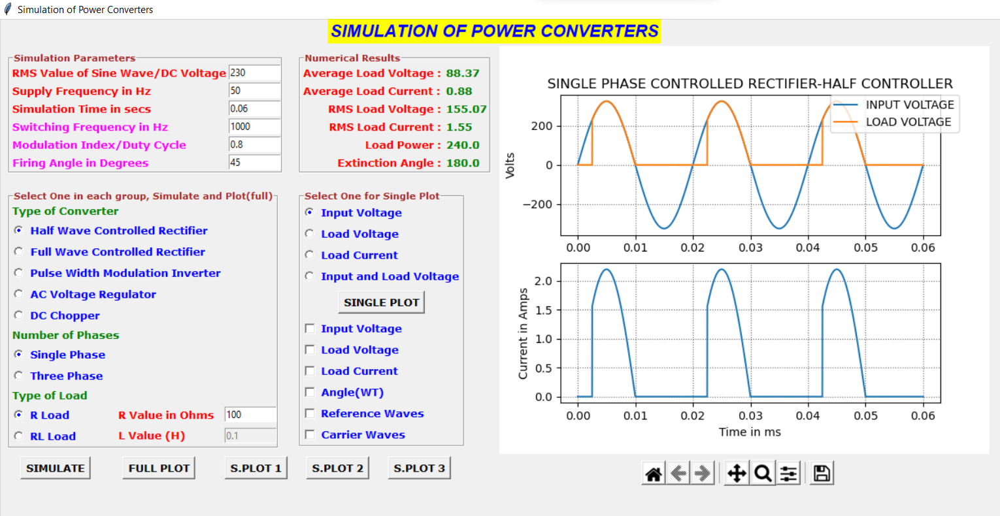 Simulation of Power Converters
SIMULATION OF POWER CONVERTERS
Simulation Parameters
RMS Value of Sine Wave/DC Voltage 230
Supply Frequency in Hz 50
Simulation Time in secs 0.06
Switching Frequency in Hz 1000
Modulation Index/Duty Cycle 0.8
Firing Angle in Degrees 45
Numerical Results
Average Load Voltage : 88.37
Average Load Current : 0.88
RMS Load Voltage : 155.07
RMS Load Current : 1.55
Load Power : 240.0
Extinction Angle : 180.0
Select One in each group, Simulate and Plot(full)
Type of Converter
Half Wave Controlled Rectifier
Full Wave Controlled Rectifier
Pulse Width Modulation Inverter
AC Voltage Regulator
DC Chopper
Number of Phases
Single Phase
Three Phase
Type of Load
R Load R Value in Ohms 100
RL Load L Value (H) 0.1
Select One for Single Plot
Input Voltage
Load Voltage
Load Current
Input and Load Voltage
SINGLE PLOT
Input Voltage
Load Voltage
Load Current
Angle(WT)
Reference Waves
Carrier Waves
SIMULATE FULL PLOT S.PLOT 1 S.PLOT 2 S.PLOT 3
SINGLE PHASE CONTROLLED RECTIFIER-HALF CONTROLLER
INPUT VOLTAGE
LOAD VOLTAGE
Volts
200
0
−200
0.00 0.01 0.02 0.03 0.04 0.05 0.06
Current in Amps
2.0
1.5
1.0
0.5
0.0
0.00 0.01 0.02 0.03 0.04 0.05 0.06
Time in ms